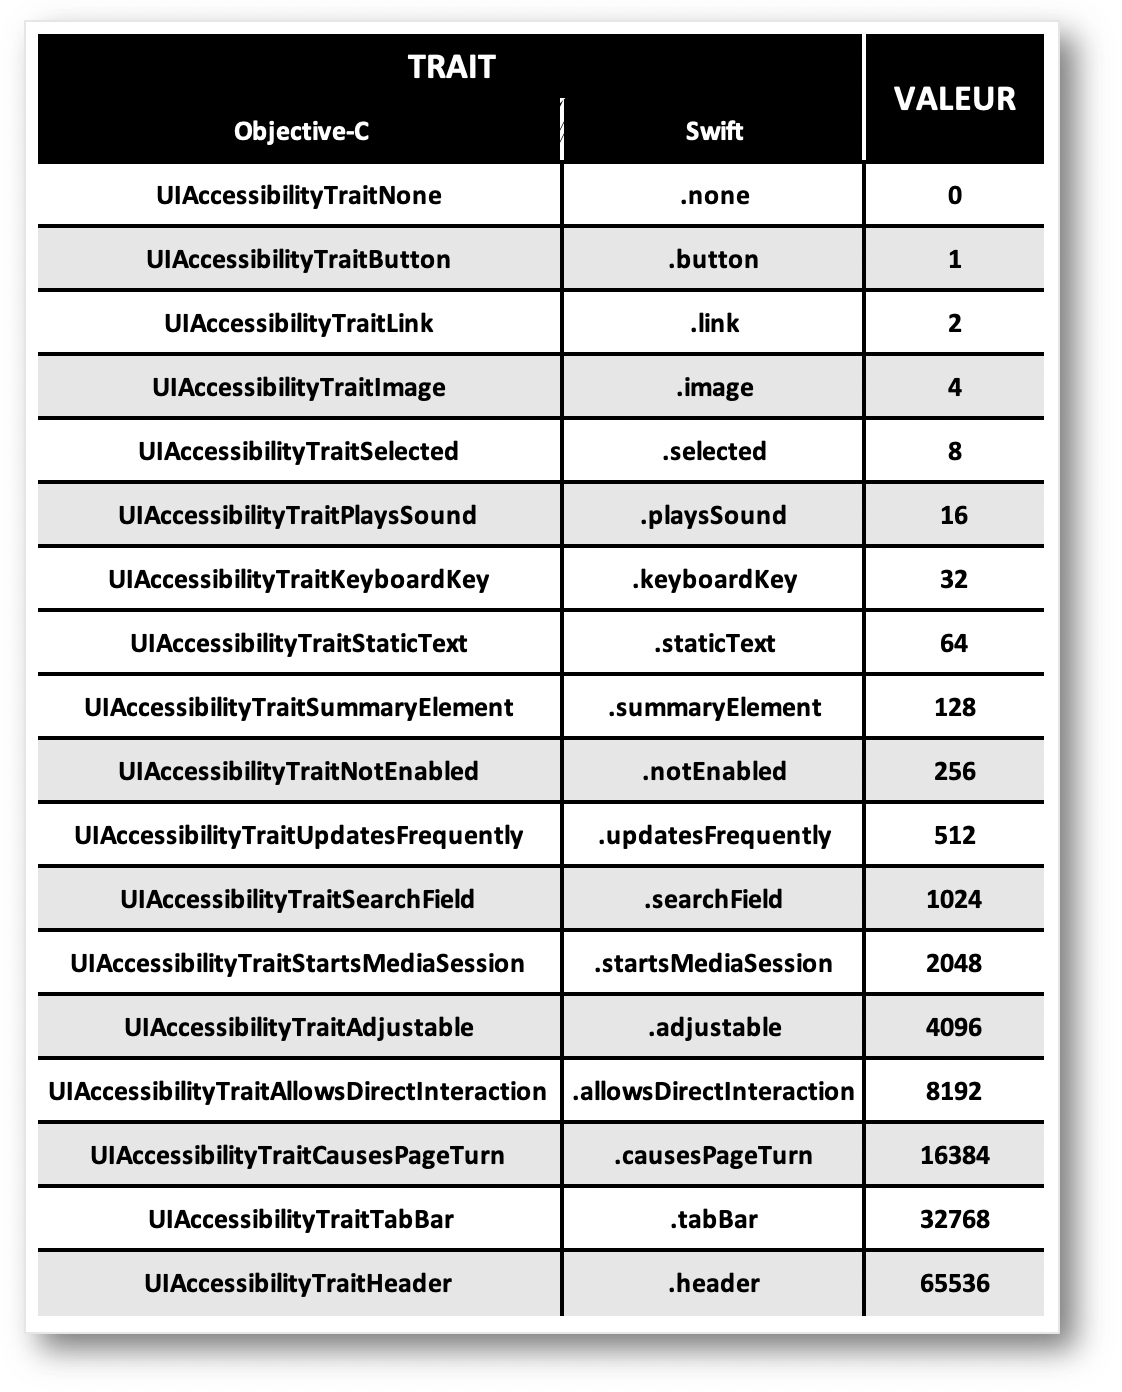 TRAIT
VALEUR
Objective-C Swift
UIAccessibilityTraitNone .none 0
UIAccessibilityTraitButton .button 1
UIAccessibilityTraitLink .link 2
UIAccessibilityTraitImage .image 4
UIAccessibilityTraitSelected .selected 8
UIAccessibilityTraitPlaysSound .playsSound 16
UIAccessibilityTraitKeyboardKey .keyboardKey 32
UIAccessibilityTraitStaticText .staticText 64
UIAccessibilityTraitSummaryElement .summaryElement 128
UIAccessibilityTraitNotEnabled .notEnabled 256
UIAccessibilityTraitUpdatesFrequently .updatesFrequently 512
UIAccessibilityTraitSearchField .searchField 1024
UIAccessibilityTraitStartsMediaSession .startsMediaSession 2048
UIAccessibilityTraitAdjustable .adjustable 4096
UIAccessibilityTraitAllowsDirectInteraction .allowsDirectInteraction 8192
UIAccessibilityTraitCausesPageTurn .causesPageTurn 16384
UIAccessibilityTraitTabBar .tabBar 32768
UIAccessibilityTraitHeader .header 65536